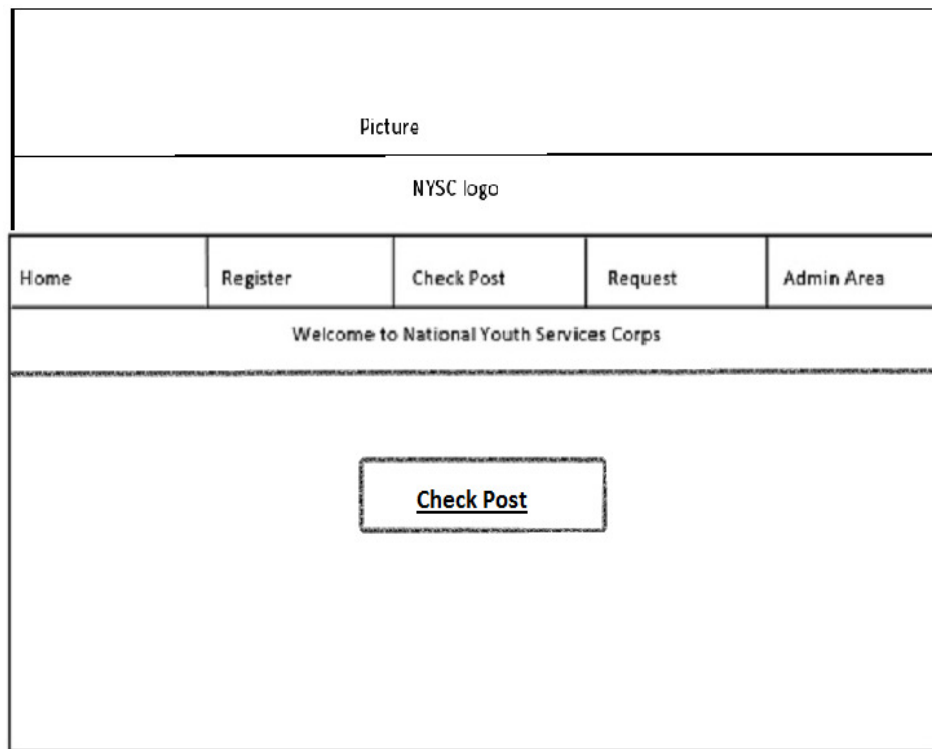 Picture
NYSC logo
Home Register Check Post Request Admin Area
Welcome to National Youth Services Corps
Check Post